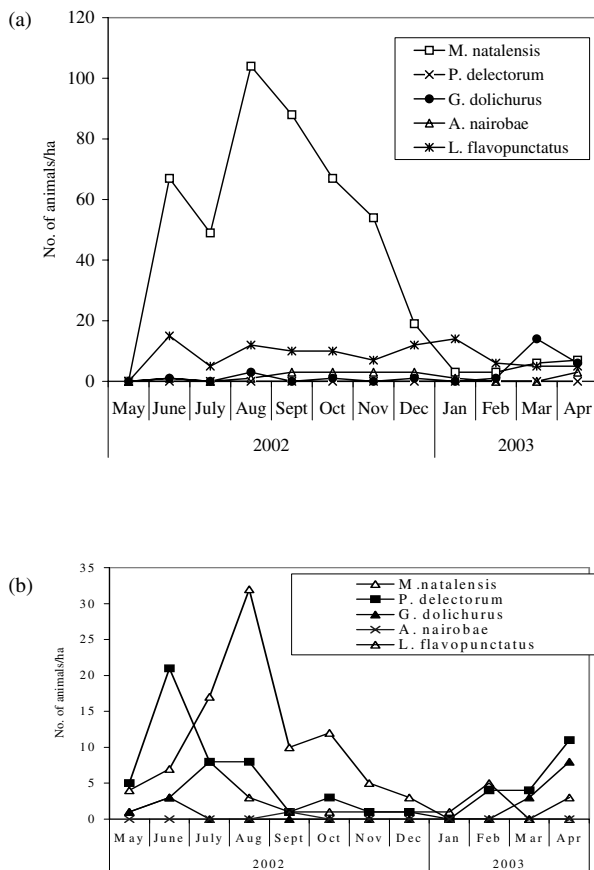 (a)
No. of animals/ha
120
100
80
60
40
20
0
M. natalensis
P. delectorum
G. dolichurus
A. nairobae
L. flavopunctatus
May June July Aug Sept Oct Nov Dec Jan Feb Mar Apr
2002 2003
(b)
No. of animals/ha
35
30
25
20
15
10
5
0
M .natalensis
P. delectorum
G. dolichurus
A. nairobae
L. flavopunctatus
May June July Aug Sept Oct Nov Dec Jan Feb Mar Apr
2002 2003